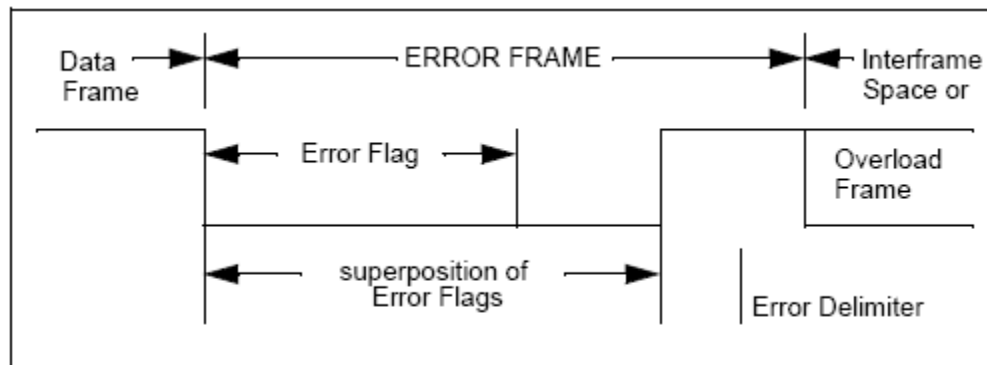 Data
Frame
ERROR FRAME
Interframe
Space or
Error Flag
Overload
Frame
superposition of
Error Flags
Error Delimiter